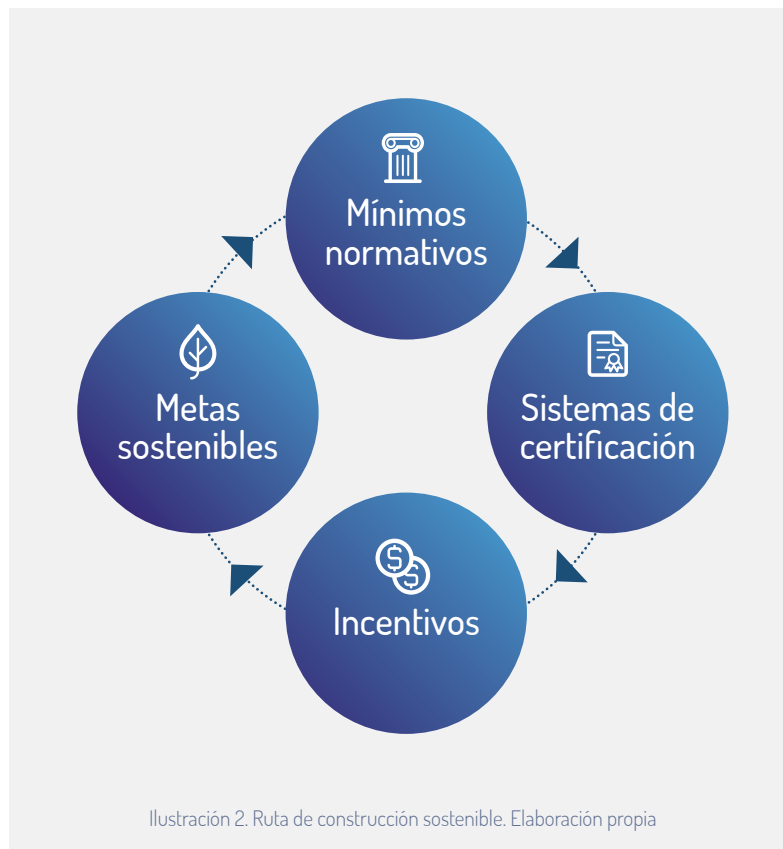 Mínimos
normativos
Metas
sostenibles
Sistemas de
certificación
Incentivos
Ilustración 2. Ruta de construcción sostenible. Elaboración propia